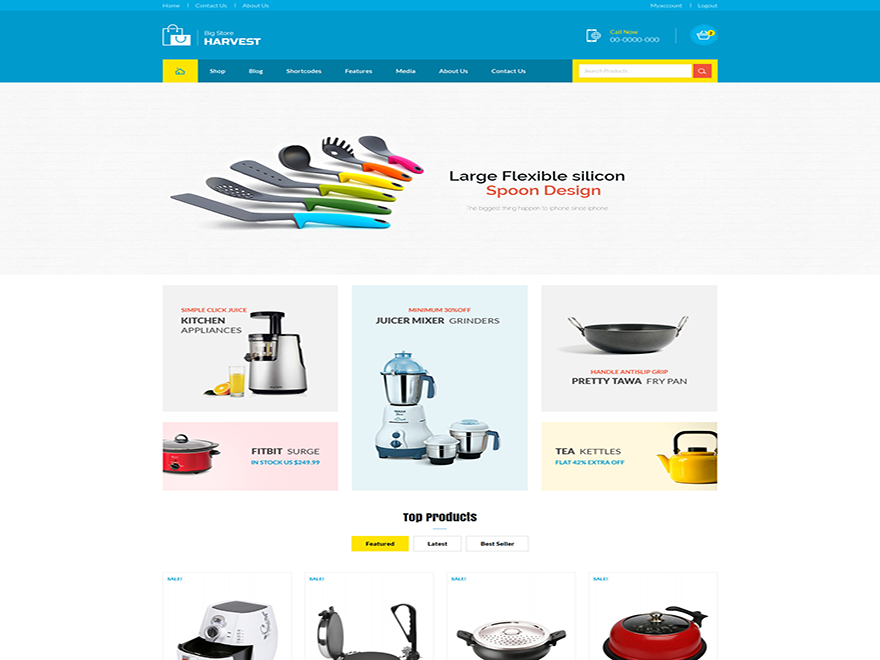 Home | Contact Us | About Us
Myaccount | Logout
Big Store
HARVEST
Call Now
00-0000-000
2
Shop Blog Shortcodes Features Media About Us Contact Us
Search Products
Large Flexible silicon
Spoon Design
The biggest thing happen to iphone since iphone.
SIMPLE CLICK JUICE
KITCHEN
APPLIANCES
MINIMUM 30%OFF
JUICER MIXER GRINDERS
HANDLE ANTISLIP GRIP
PRETTY TAWA FRY PAN
FITBIT SURGE
IN STOCK US $249.99
TEA KETTLES
FLAT 42% EXTRA OFF
Top Products
Featured Latest Best Seller
SALE! SALE! SALE! SALE!